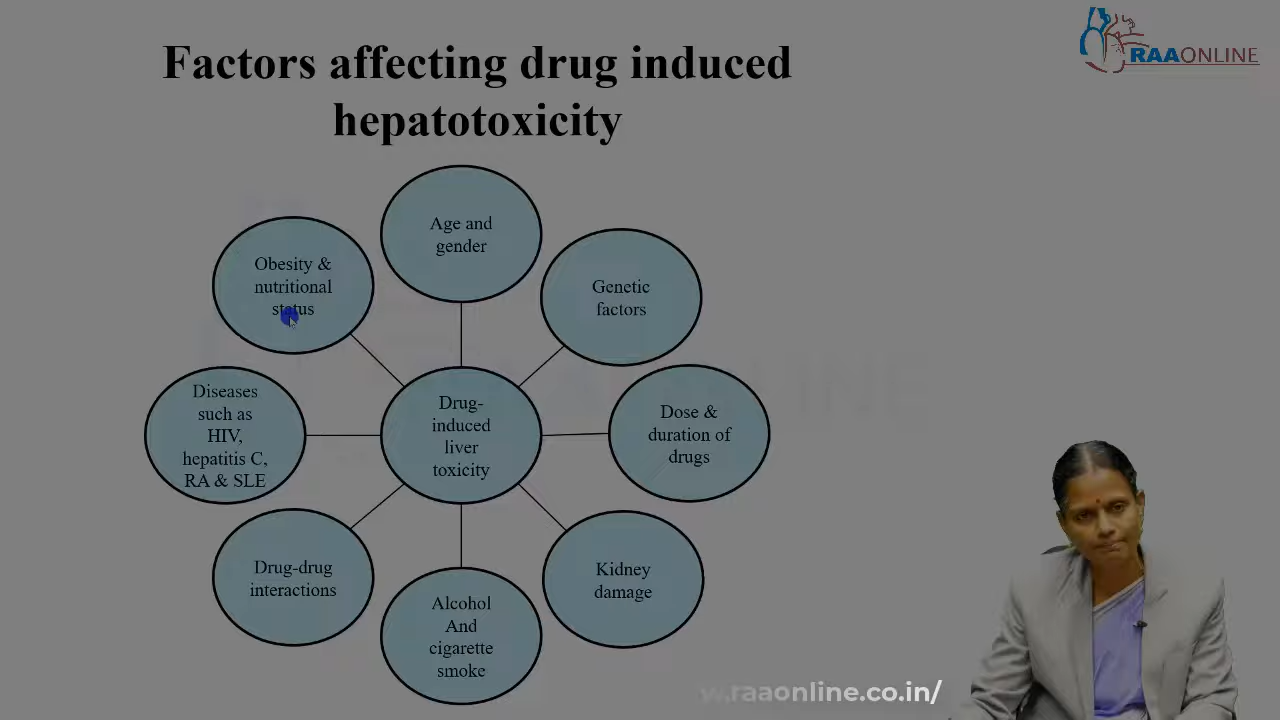 Factors affecting drug induced
hepatotoxicity
RAAONLINE
Age and
gender
Genetic
factors
Dose &
duration of
drugs
Kidney
damage
Alcohol
And
cigarette
smoke
Drug-drug
interactions
Diseases
such as
HIV,
hepatitis C,
RA & SLE
Obesity &
nutritional
status
Drug-
induced
liver
toxicity
w.raaonline.co.in/